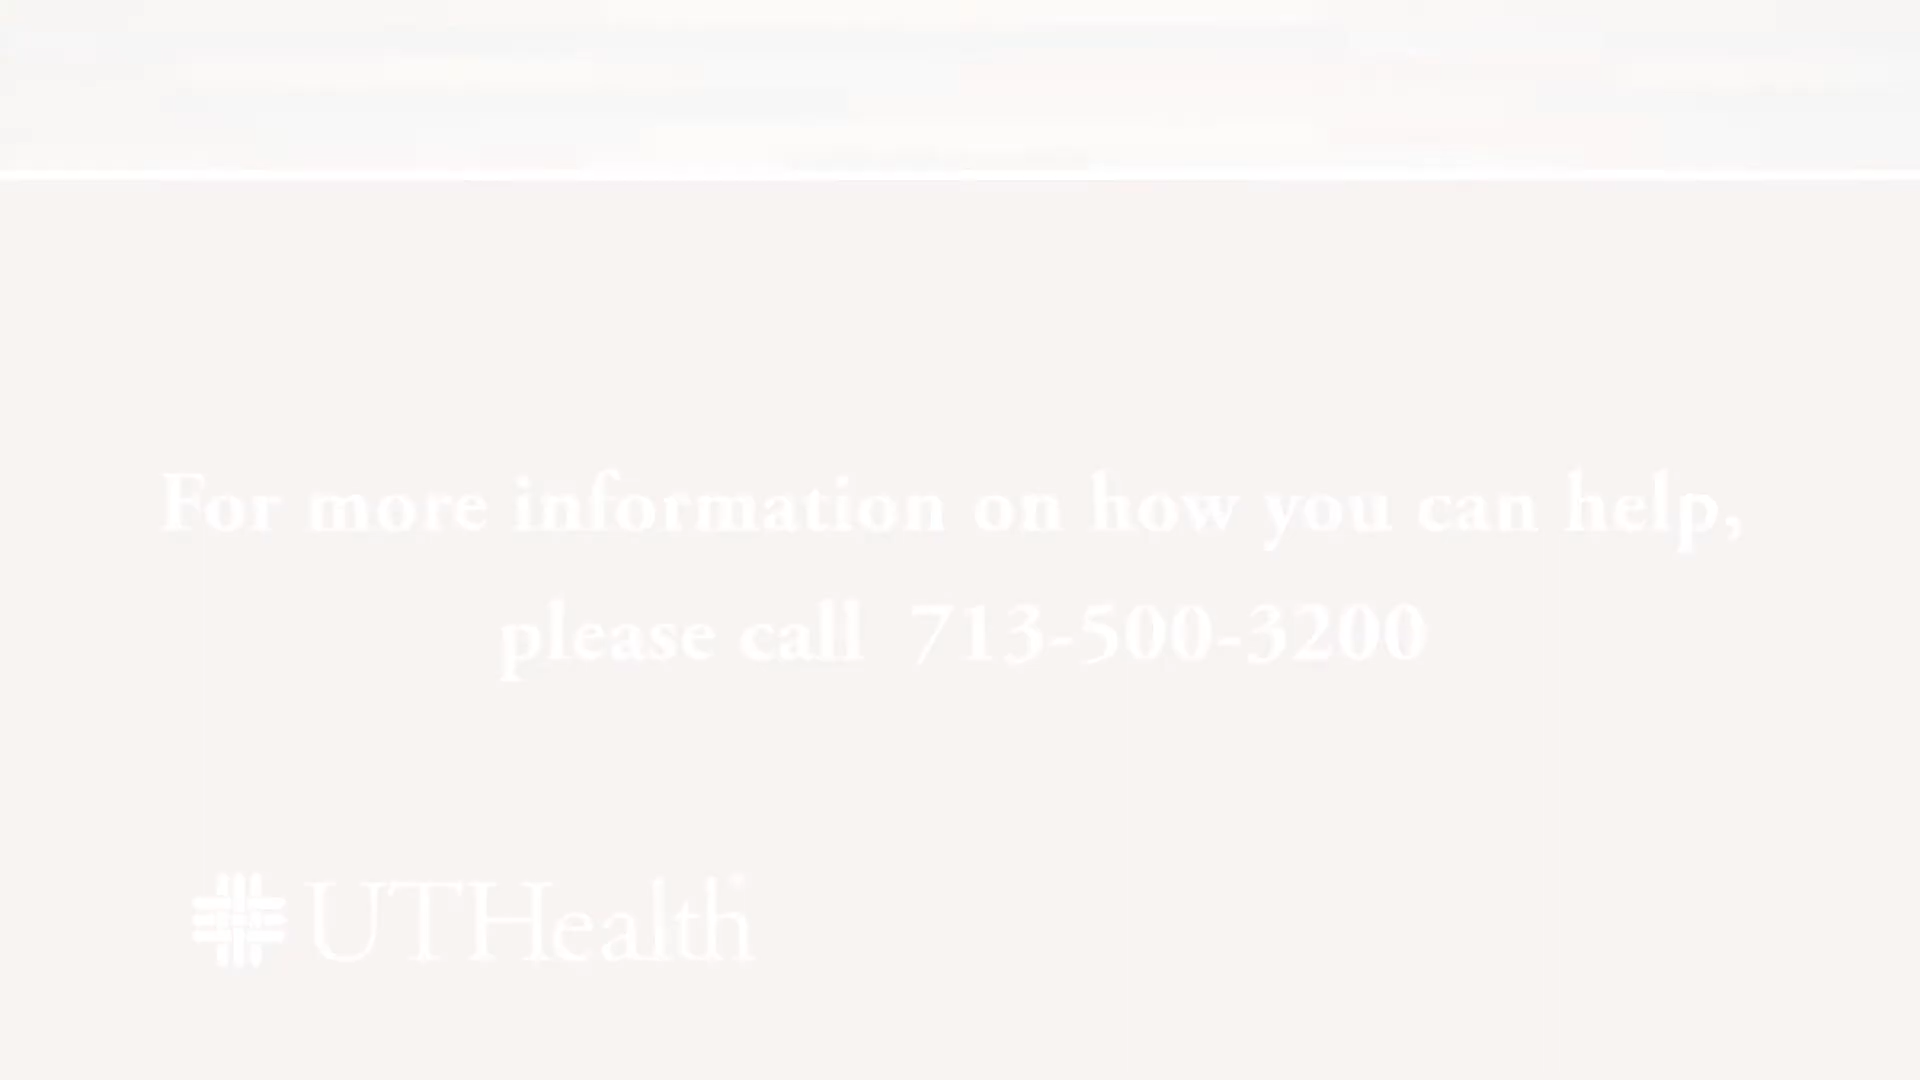 For more information on how you can help,
please call 713-500-3200
UTHealth